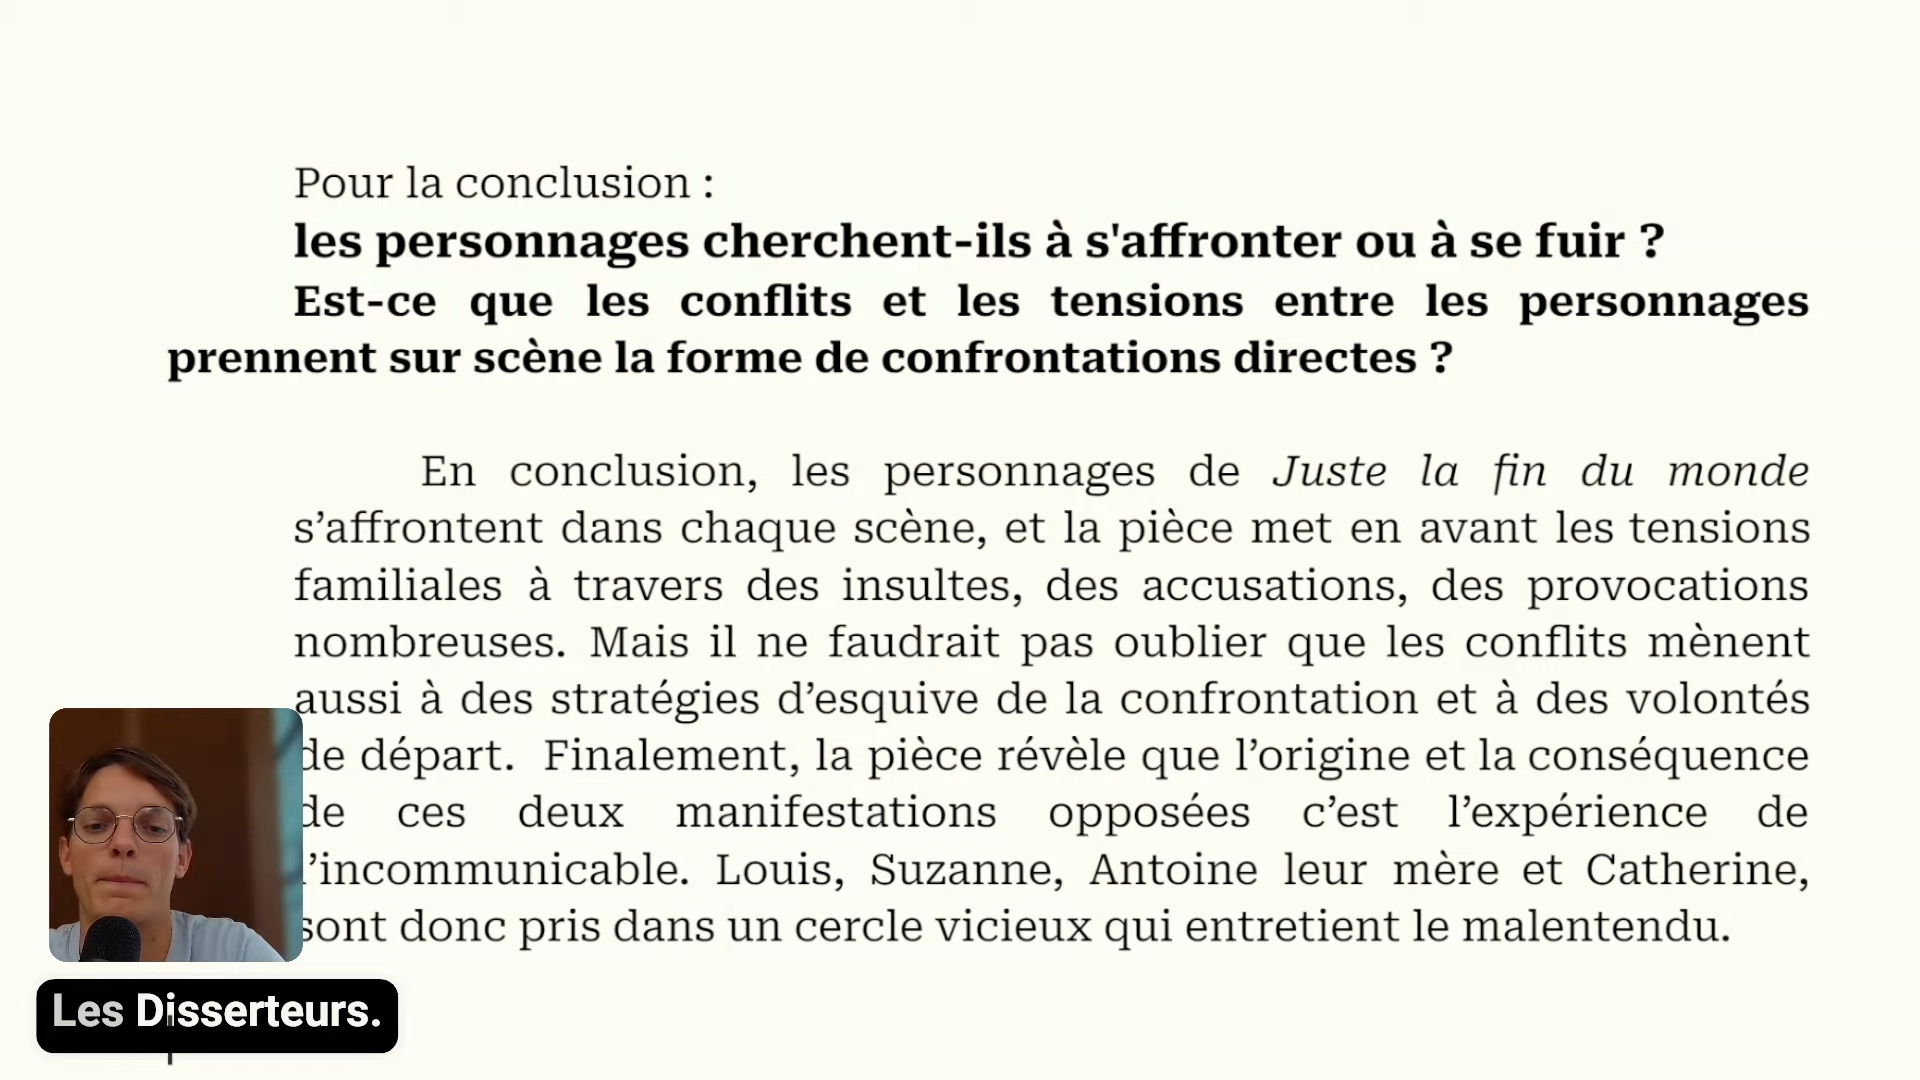 Pour la conclusion :
les personnages cherchent-ils à s'affronter ou à se fuir ?
Est-ce que les conflits et les tensions entre les personnages
prennent sur scène la forme de confrontations directes ?
En conclusion, les personnages de Juste la fin du monde
s’affrontent dans chaque scène, et la pièce met en avant les tensions
familiales à travers des insultes, des accusations, des provocations
nombreuses. Mais il ne faudrait pas oublier que les conflits mènent
aussi à des stratégies d’esquive de la confrontation et à des volontés
de départ. Finalement, la pièce révèle que l’origine et la conséquence
de ces deux manifestations opposées c’est l’expérience de
l’incommunicable. Louis, Suzanne, Antoine leur mère et Catherine,
sont donc pris dans un cercle vicieux qui entretient le malentendu.
Les Disserteurs.